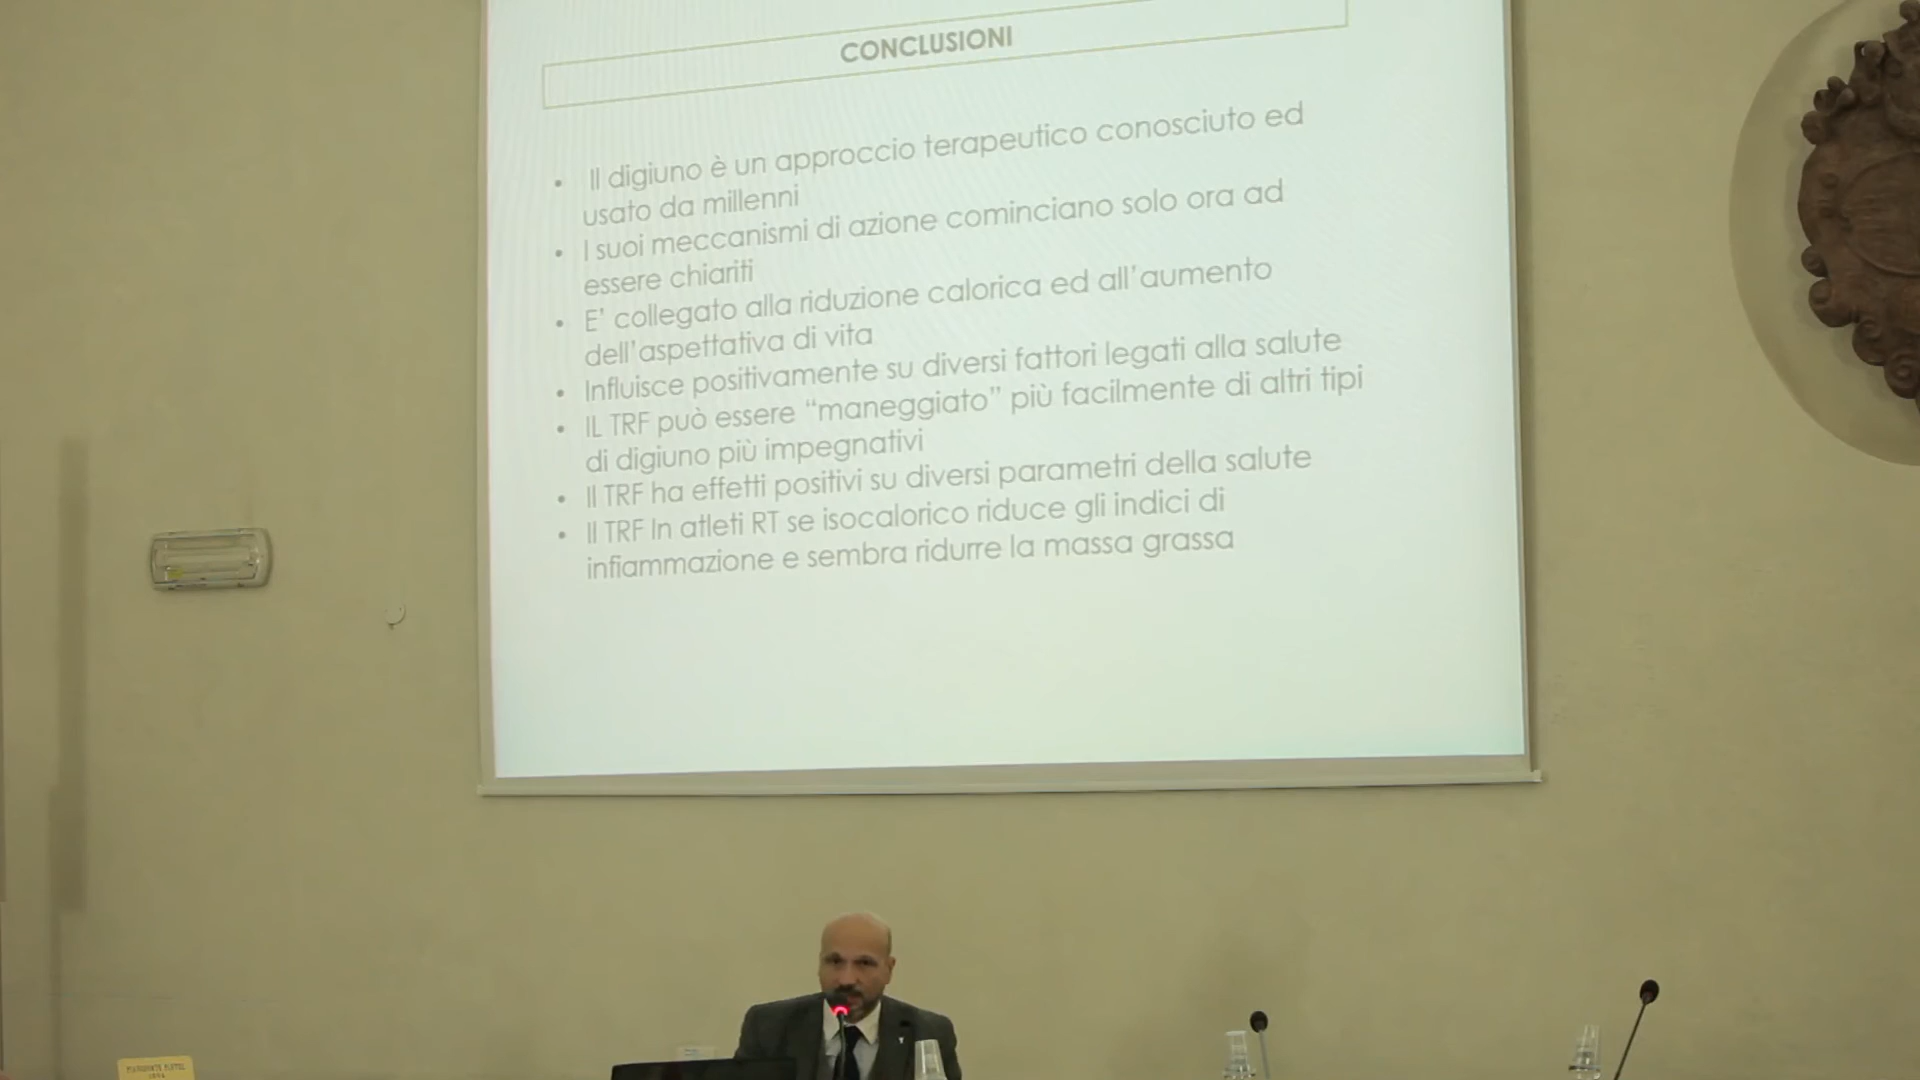 CONCLUSIONI
• Il digiuno è un approccio terapeutico conosciuto ed
usato da millenni
• I suoi meccanismi di azione cominciano solo ora ad
essere chiariti
• E' collegato alla riduzione calorica ed all'aumento
dell'aspettativa di vita
• Influisce positivamente su diversi fattori legati alla salute
• IL TRF può essere “maneggiato” più facilmente di altri tipi
di digiuno più impegnativi
• Il TRF ha effetti positivi su diversi parametri della salute
• Il TRF In atleti RT se isocalorico riduce gli indici di
infiammazione e sembra ridurre la massa grassa